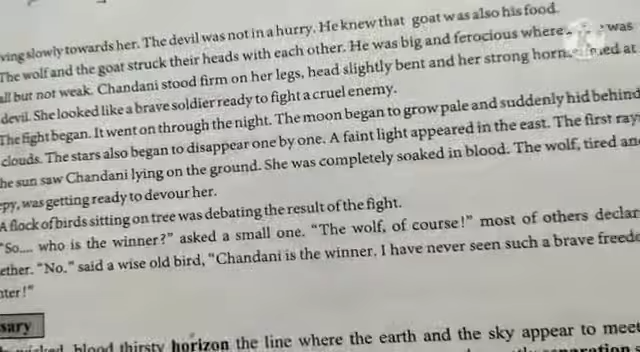 ving slowly towards her. The devil was not in a hurry. He knew that goat was also his food.
The wolf and the goat struck their heads with each other. He was big and ferocious where was
all but not weak. Chandani stood firm on her legs, head slightly bent and her strong horn at
devil. She looked like a brave soldier ready to fight a cruel enemy.
The fight began. It went on through the night. The moon began to grow pale and suddenly hid behind
clouds. The stars also began to disappear one by one. A faint light appeared in the east. The first ray
he sun saw Chandani lying on the ground. She was completely soaked in blood. The wolf, tired an
epy, was getting ready to devour her.
A flock of birds sitting on tree was debating the result of the fight.
"So.... who is the winner?" asked a small one. "The wolf, of course!" most of others declar
ether. "No." said a wise old bird, "Chandani is the winner. I have never seen such a brave freedo
hter!"
sary
blood thirsty horizon the line where the earth and the sky appear to meet